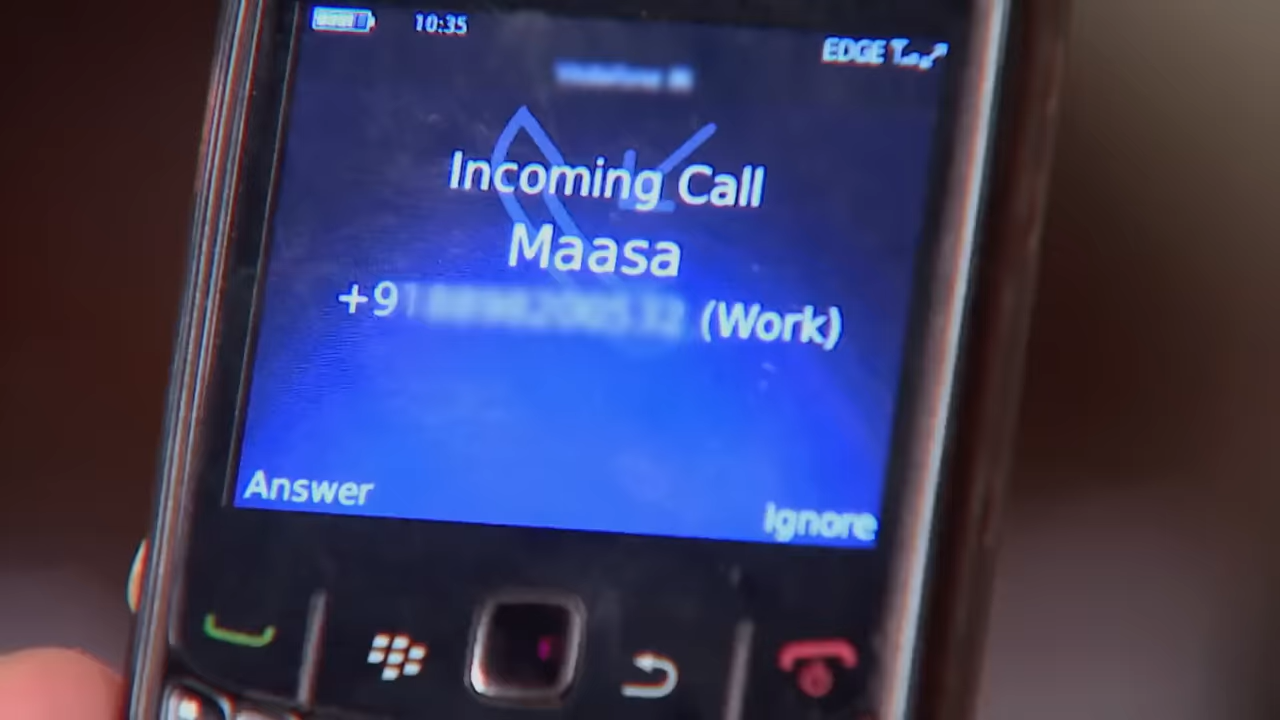 10:35
EDGE
Incoming Call
Maasa
+9 (Work)
Answer
Ignore